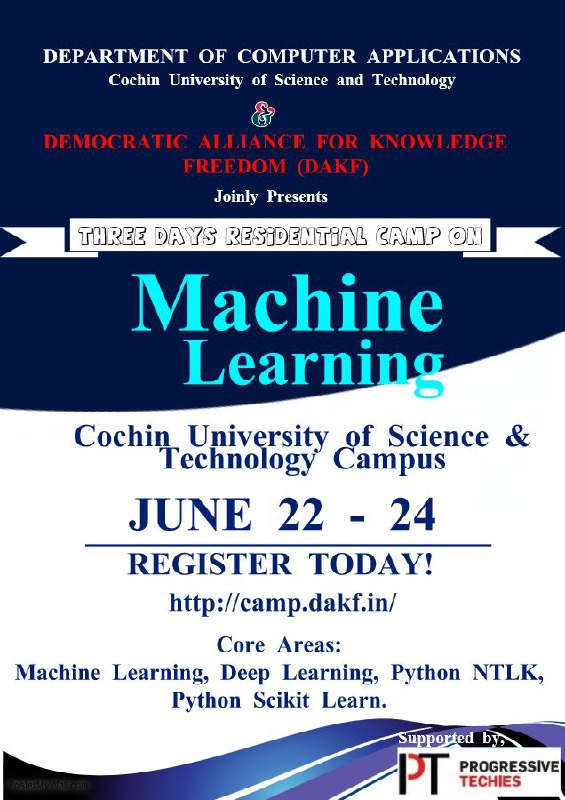 DEPARTMENT OF COMPUTER APPLICATIONS
Cochin University of Science and Technology
&
DEMOCRATIC ALLIANCE FOR KNOWLEDGE
FREEDOM (DAKF)
Joinly Presents
THREE DAYS RESIDENTIAL CAMP ON
Machine
Learning
Cochin University of Science &
Technology Campus
JUNE 22 - 24
REGISTER TODAY!
http://camp.dakf.in/
Core Areas:
Machine Learning, Deep Learning, Python NTLK,
Python Scikit Learn.
Supported by,
PT PROGRESSIVE
TECHIES
PosterMyWall.com